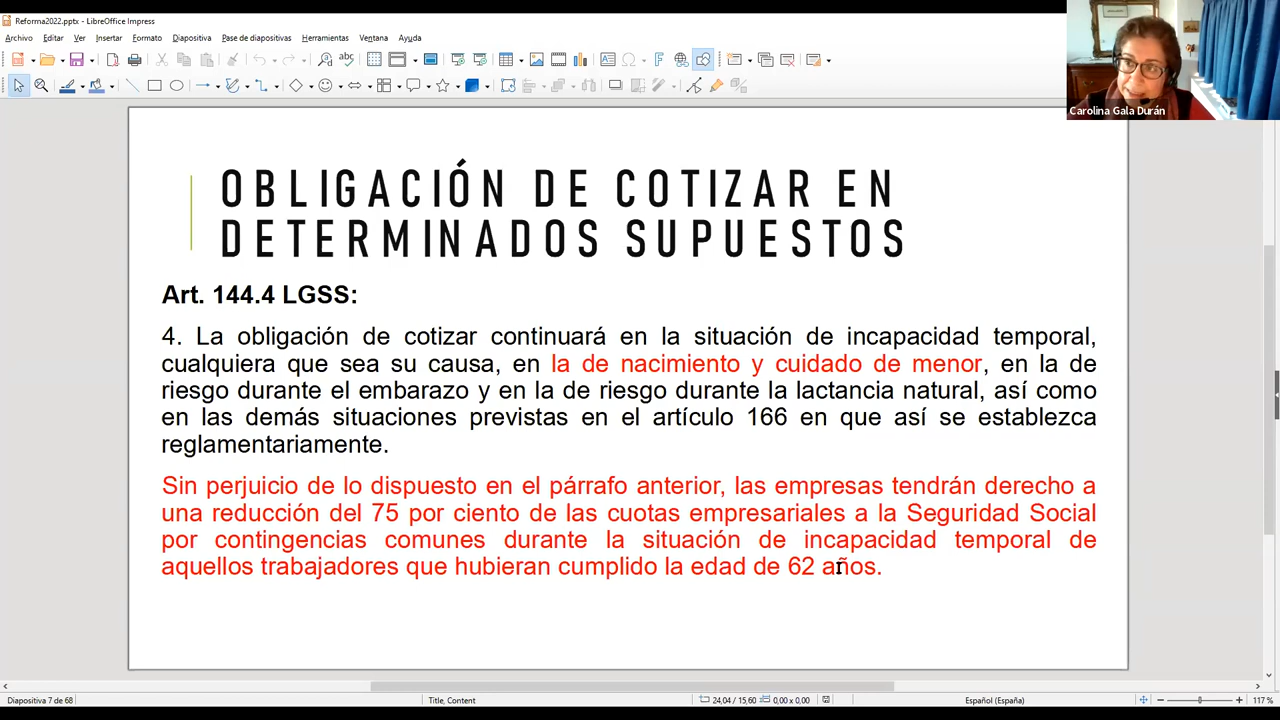 Reforma2022.pptx - LibreOffice Impress
Archivo Editar Ver Insertar Formato Diapositiva Pase de diapositivas Herramientas Ventana Ayuda
Carolina Gala Durán
OBLIGACIÓN DE COTIZAR EN
DETERMINADOS SUPUESTOS
Art. 144.4 LGSS:
4. La obligación de cotizar continuará en la situación de incapacidad temporal,
cualquiera que sea su causa, en la de nacimiento y cuidado de menor, en la de
riesgo durante el embarazo y en la de riesgo durante la lactancia natural, así como
en las demás situaciones previstas en el artículo 166 en que así se establezca
reglamentariamente.
Sin perjuicio de lo dispuesto en el párrafo anterior, las empresas tendrán derecho a
una reducción del 75 por ciento de las cuotas empresariales a la Seguridad Social
por contingencias comunes durante la situación de incapacidad temporal de
aquellos trabajadores que hubieran cumplido la edad de 62 años.
Diapositiva 7 de 68 Title, Content 24,04 / 15,60 0,00 x 0,00 Español (España) 117 %